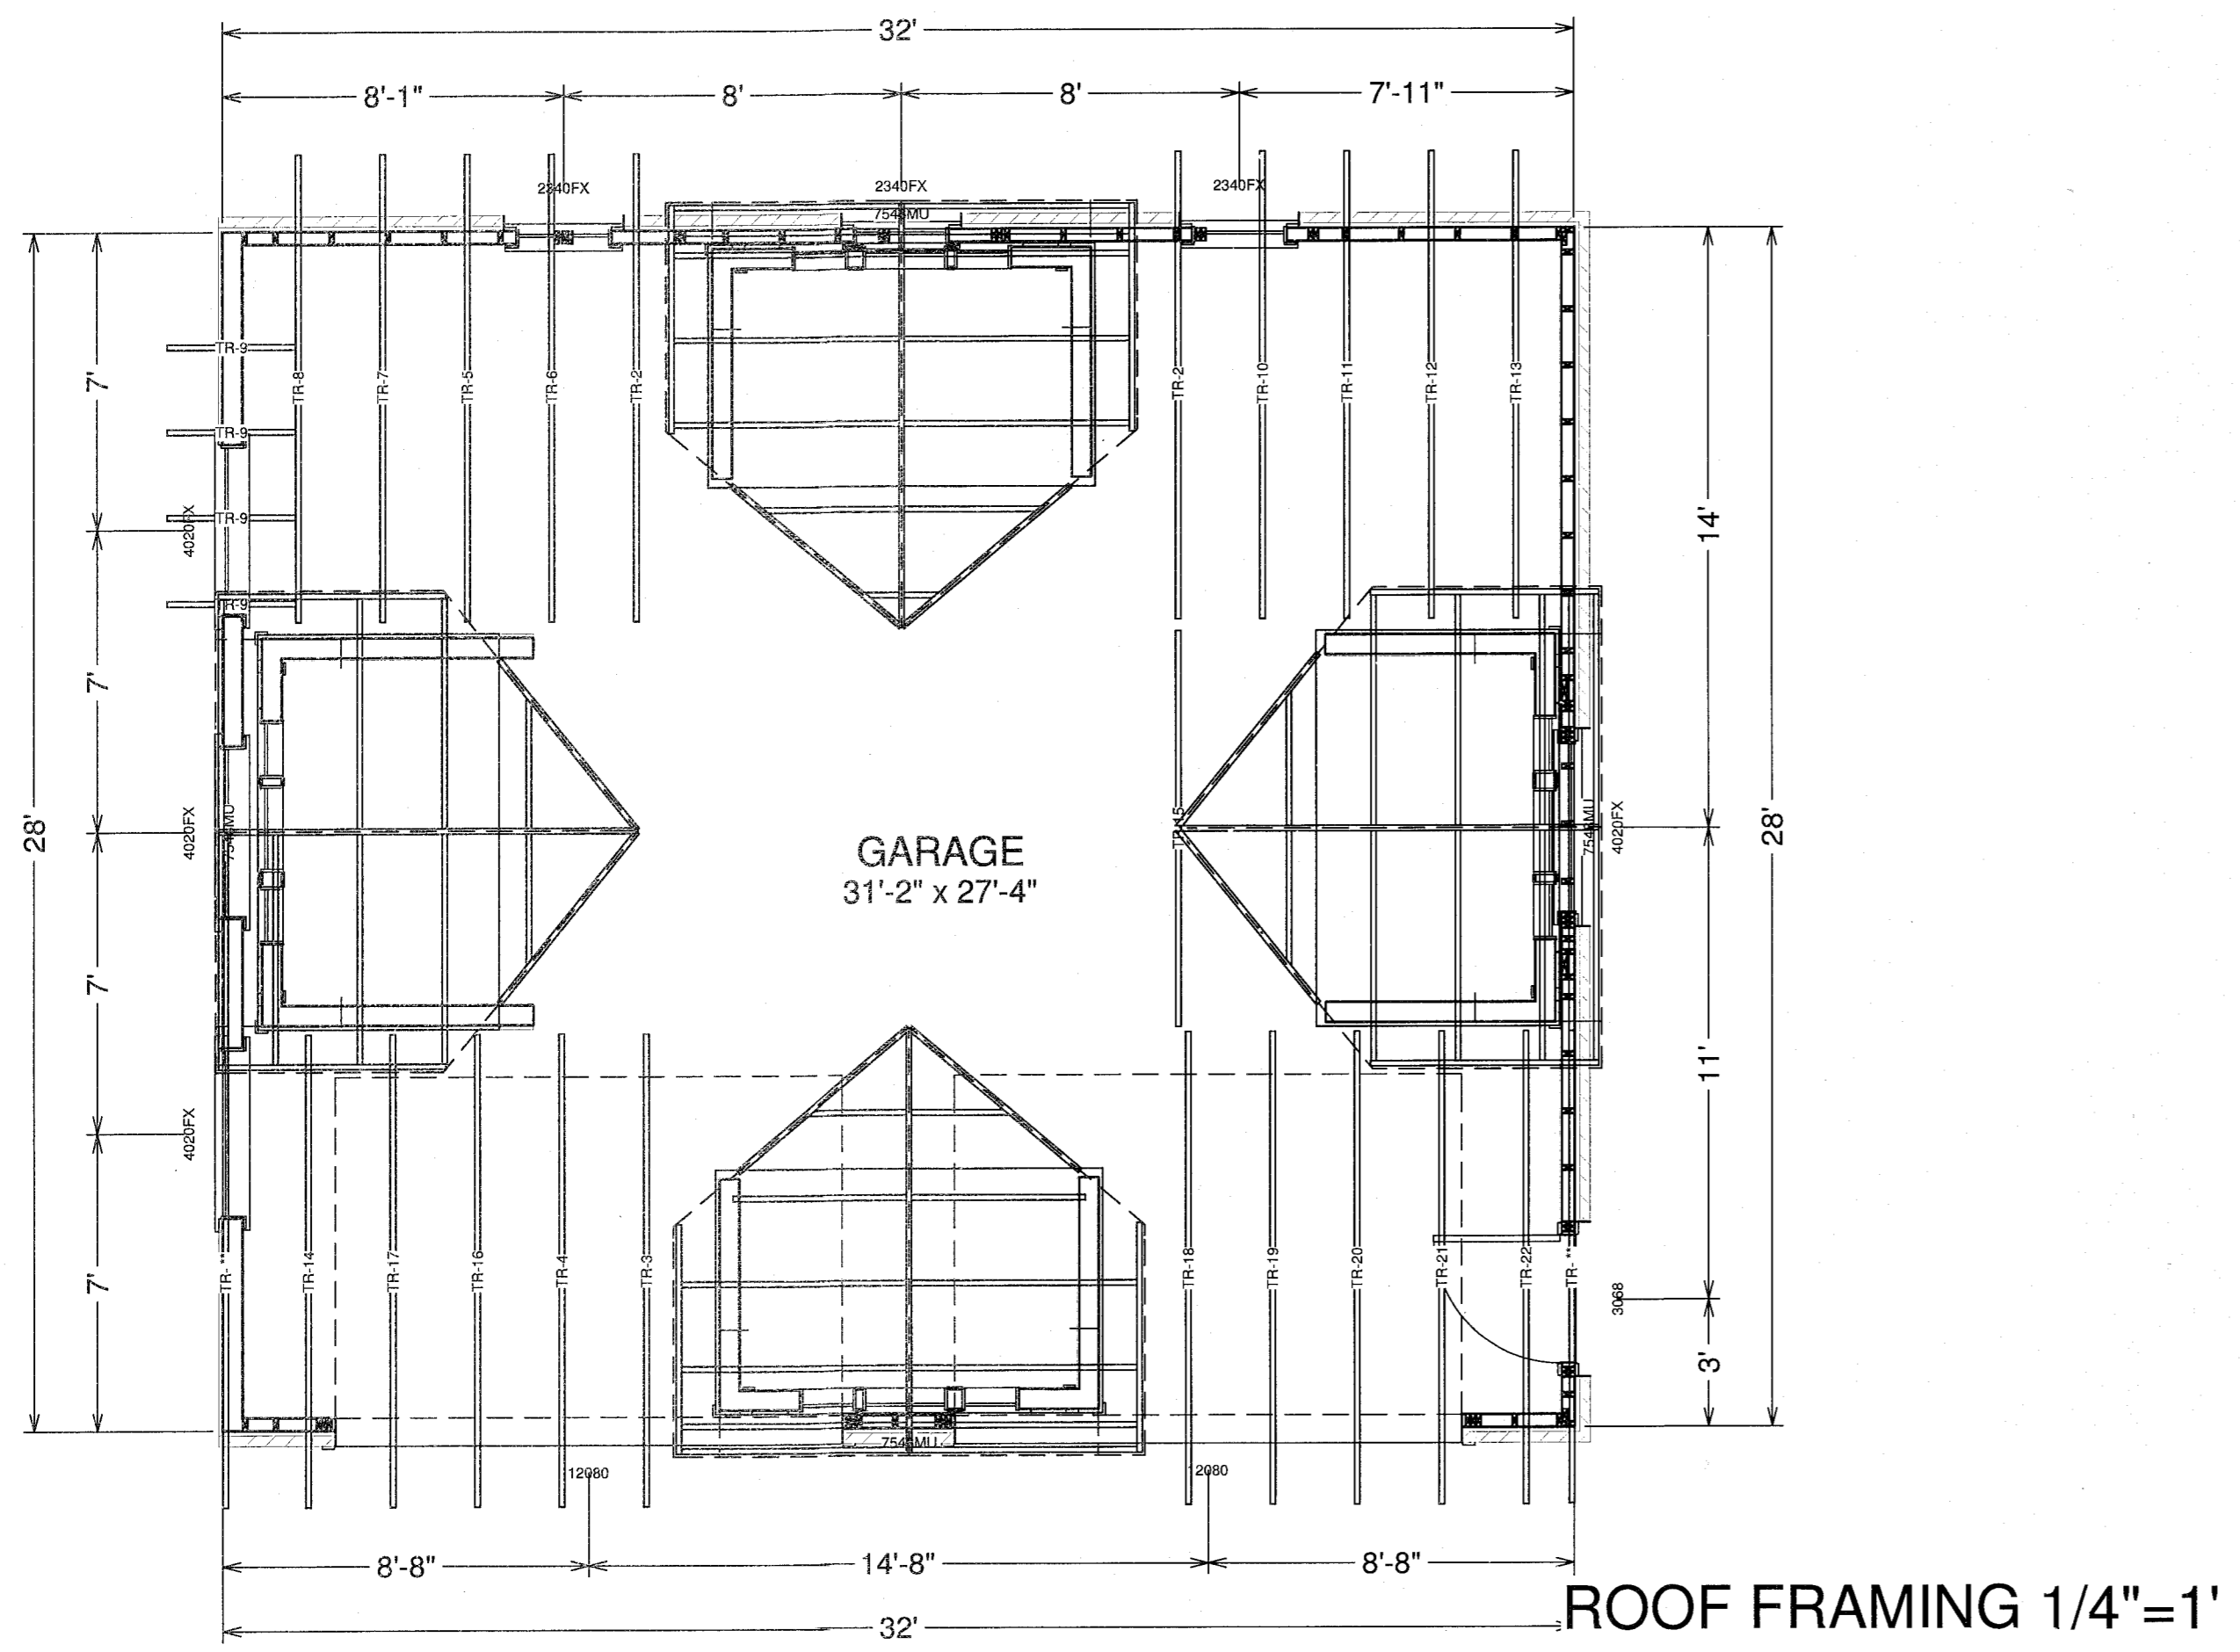 32'
8'-1" 8' 8' 7'-11"
2340FX 2340FX 2340FX
TR-8 TR-7 TR-5 TR-6 TR-2 TR-2 TR-10 TR-11 TR-12 TR-13
TR-9
TR-9
TR-9
TR-9
7' 7' 7' 7'
28'
4020FX
4020FX
4020FX
14'
11'
3'
28'
4020FX
3068
GARAGE
31'-2" x 27'-4"
TR- ** TR-14 TR-17 TR-16 TR-4 TR-3 TR-18 TR-19 TR-20 TR-21 TR-22 TR- **
12080 12080
8'-8" 14'-8" 8'-8"
32'
ROOF FRAMING 1/4"=1'